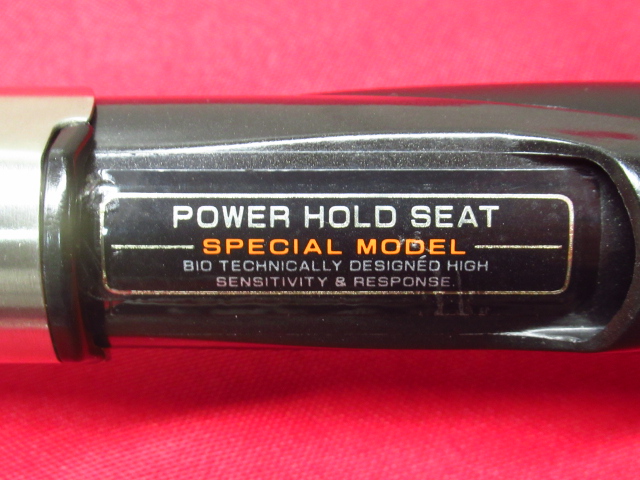 POWER HOLD SEAT
SPECIAL MODEL
BIO TECHNICALLY DESIGNED HIGH
SENSITIVITY & RESPONSE.